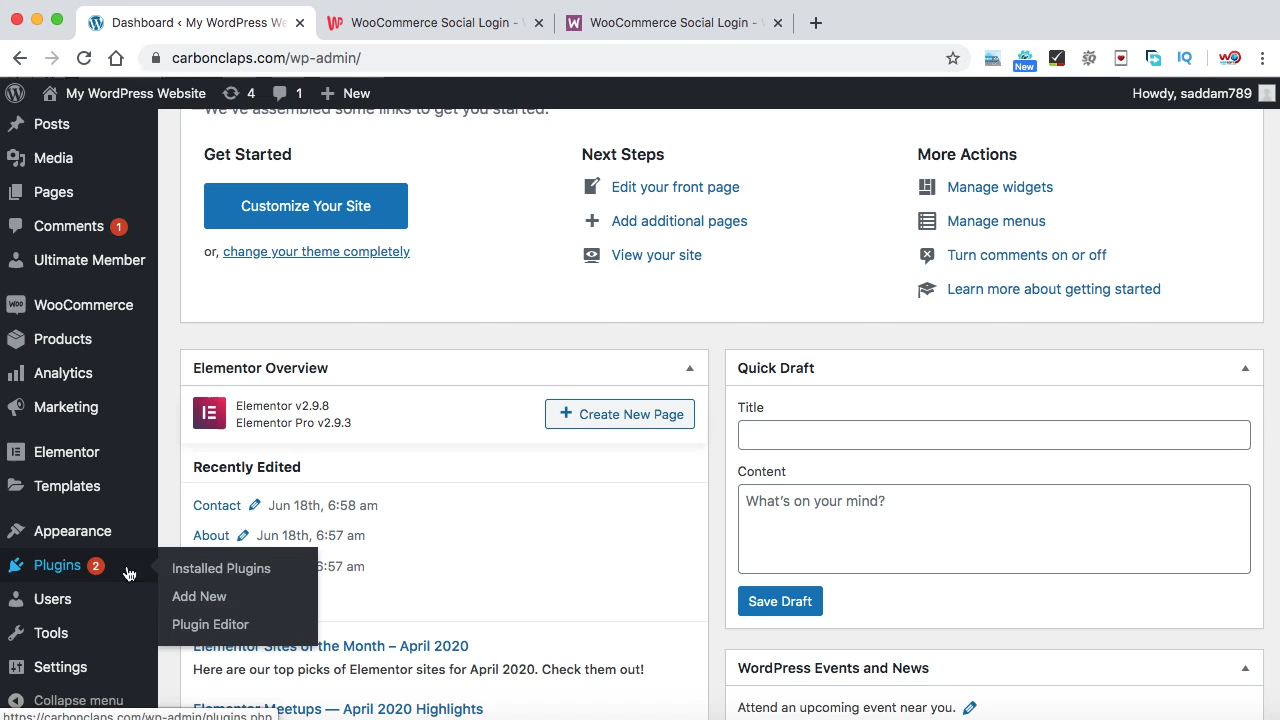 Dashboard ‹ My WordPress We
WooCommerce Social Login -
WooCommerce Social Login -
carbonclaps.com/wp-admin/
New
IQ
My WordPress Website
4
1
New
Howdy, saddam789
Posts
Media
Pages
Comments 1
Ultimate Member
WooCommerce
Products
Analytics
Marketing
Elementor
Templates
Appearance
Plugins 2
Users
Tools
Settings
Collapse menu
Installed Plugins
Add New
Plugin Editor
We've assembled some links to get you started:
Get Started
Customize Your Site
or, change your theme completely
Next Steps
Edit your front page
Add additional pages
View your site
More Actions
Manage widgets
Manage menus
Turn comments on or off
Learn more about getting started
Elementor Overview
Elementor v2.9.8
Elementor Pro v2.9.3
Create New Page
Recently Edited
Contact Jun 18th, 6:58 am
About Jun 18th, 6:57 am
6:57 am
Elementor Sites of the Month – April 2020
Here are our top picks of Elementor sites for April 2020. Check them out!
Elementor Meetups — April 2020 Highlights
Quick Draft
Title
Content
What's on your mind?
Save Draft
WordPress Events and News
Attend an upcoming event near you.
https://carbonclaps.com/wp-admin/plugins.php